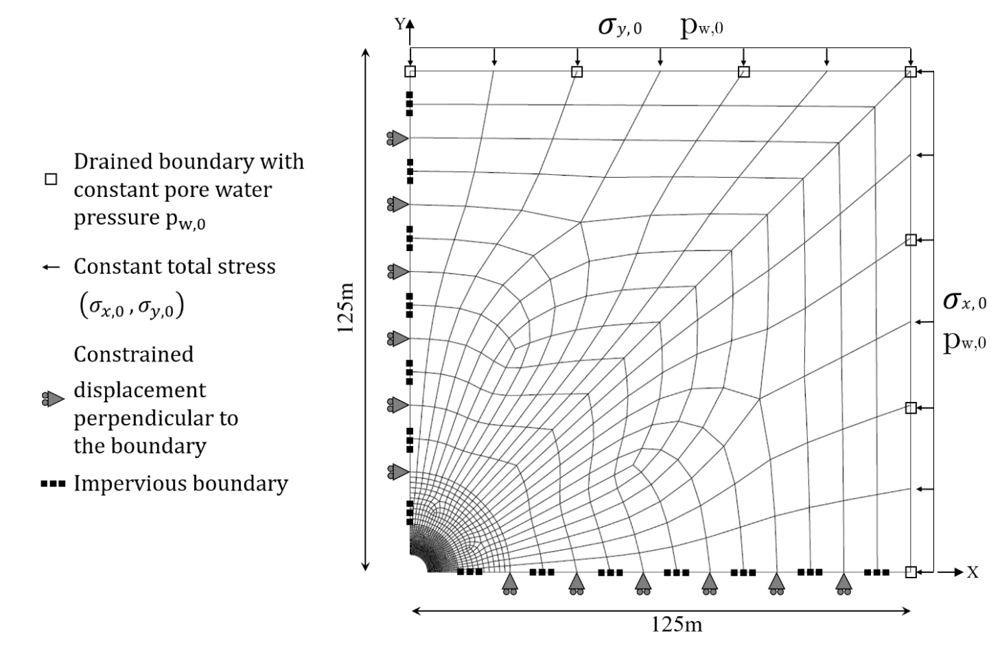 Y
σy,0 pw,0
Drained boundary with
constant pore water
pressure pw,0
Constant total stress
(σx,0 , σy,0)
Constrained
displacement
perpendicular to
the boundary
Impervious boundary
125m
σx,0
pw,0
X
125m